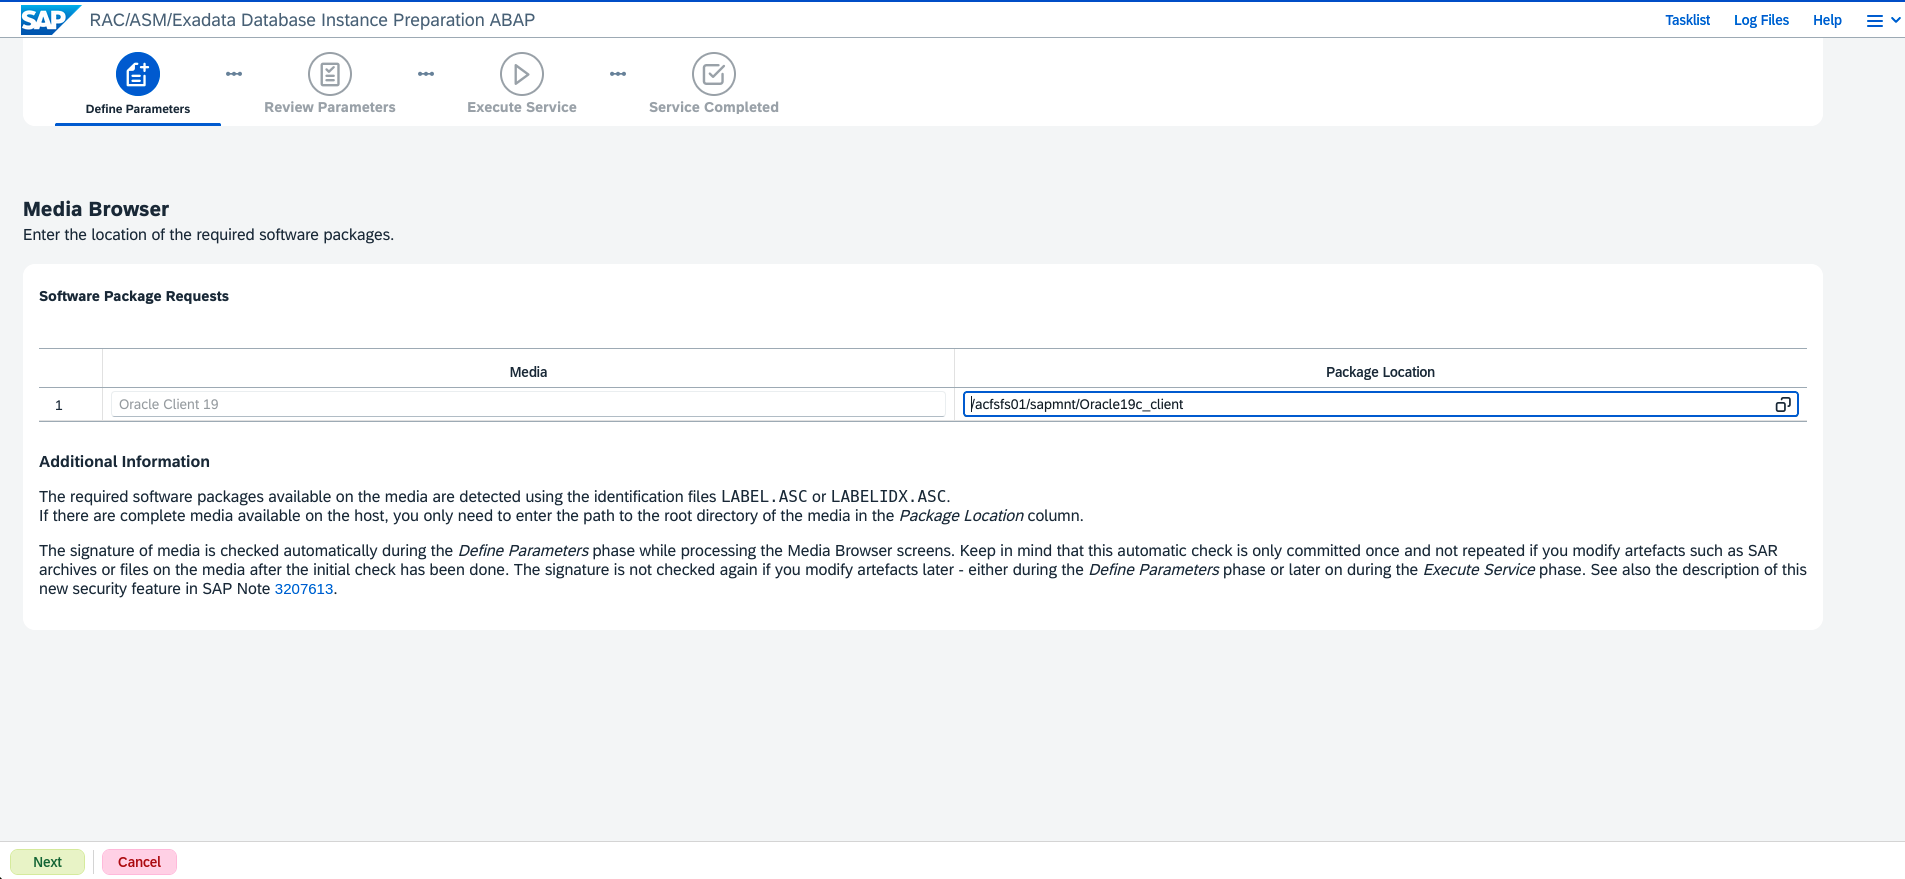 SAP RAC/ASM/Exadata Database Instance Preparation ABAP Tasklist Log Files Help
Define Parameters Review Parameters Execute Service Service Completed
Media Browser
Enter the location of the required software packages.
Software Package Requests
Media Package Location
1 Oracle Client 19 /acfsfs01/sapmnt/Oracle19c_client
Additional Information
The required software packages available on the media are detected using the identification files LABEL.ASC or LABELIDX.ASC.
If there are complete media available on the host, you only need to enter the path to the root directory of the media in the Package Location column.
The signature of media is checked automatically during the Define Parameters phase while processing the Media Browser screens. Keep in mind that this automatic check is only committed once and not repeated if you modify artefacts such as SAR
archives or files on the media after the initial check has been done. The signature is not checked again if you modify artefacts later - either during the Define Parameters phase or later on during the Execute Service phase. See also the description of this
new security feature in SAP Note 3207613.
Next Cancel